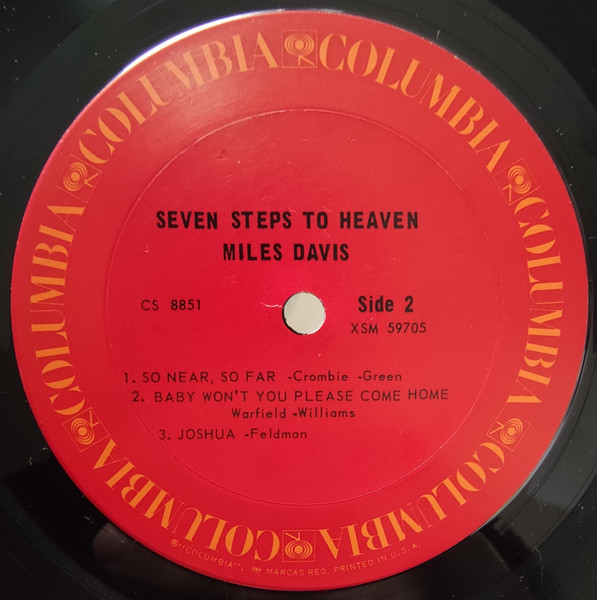 COLUMBIA COLUMBIA COLUMBIA COLUMBIA COLUMBIA COLUMBIA
SEVEN STEPS TO HEAVEN
MILES DAVIS
CS 8851 Side 2
XSM 59705
1. SO NEAR, SO FAR -Crombie -Green
2. BABY WON'T YOU PLEASE COME HOME
Warfield -Williams
3. JOSHUA -Feldman
®"COLUMBIA", MARCAS REG. PRINTED IN U.S.A.